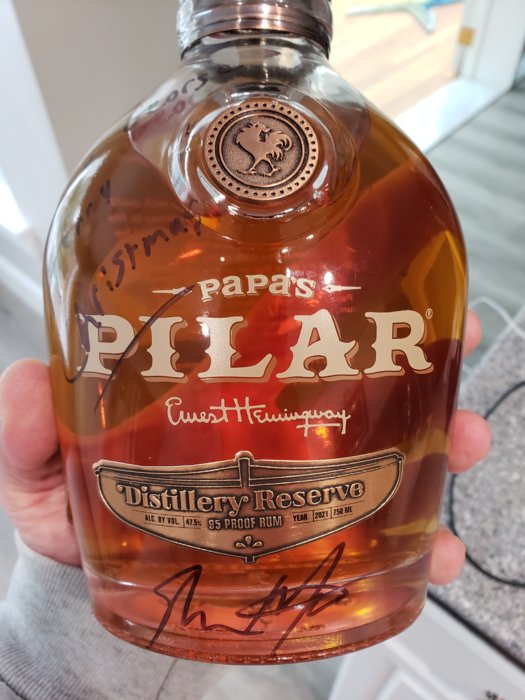 Christmas
PAPA'S
PILAR®
Ernest Hemingway
Distillery Reserve
ALC. BY VOL. 47.5% 95 PROOF RUM YEAR 2021 750 ML